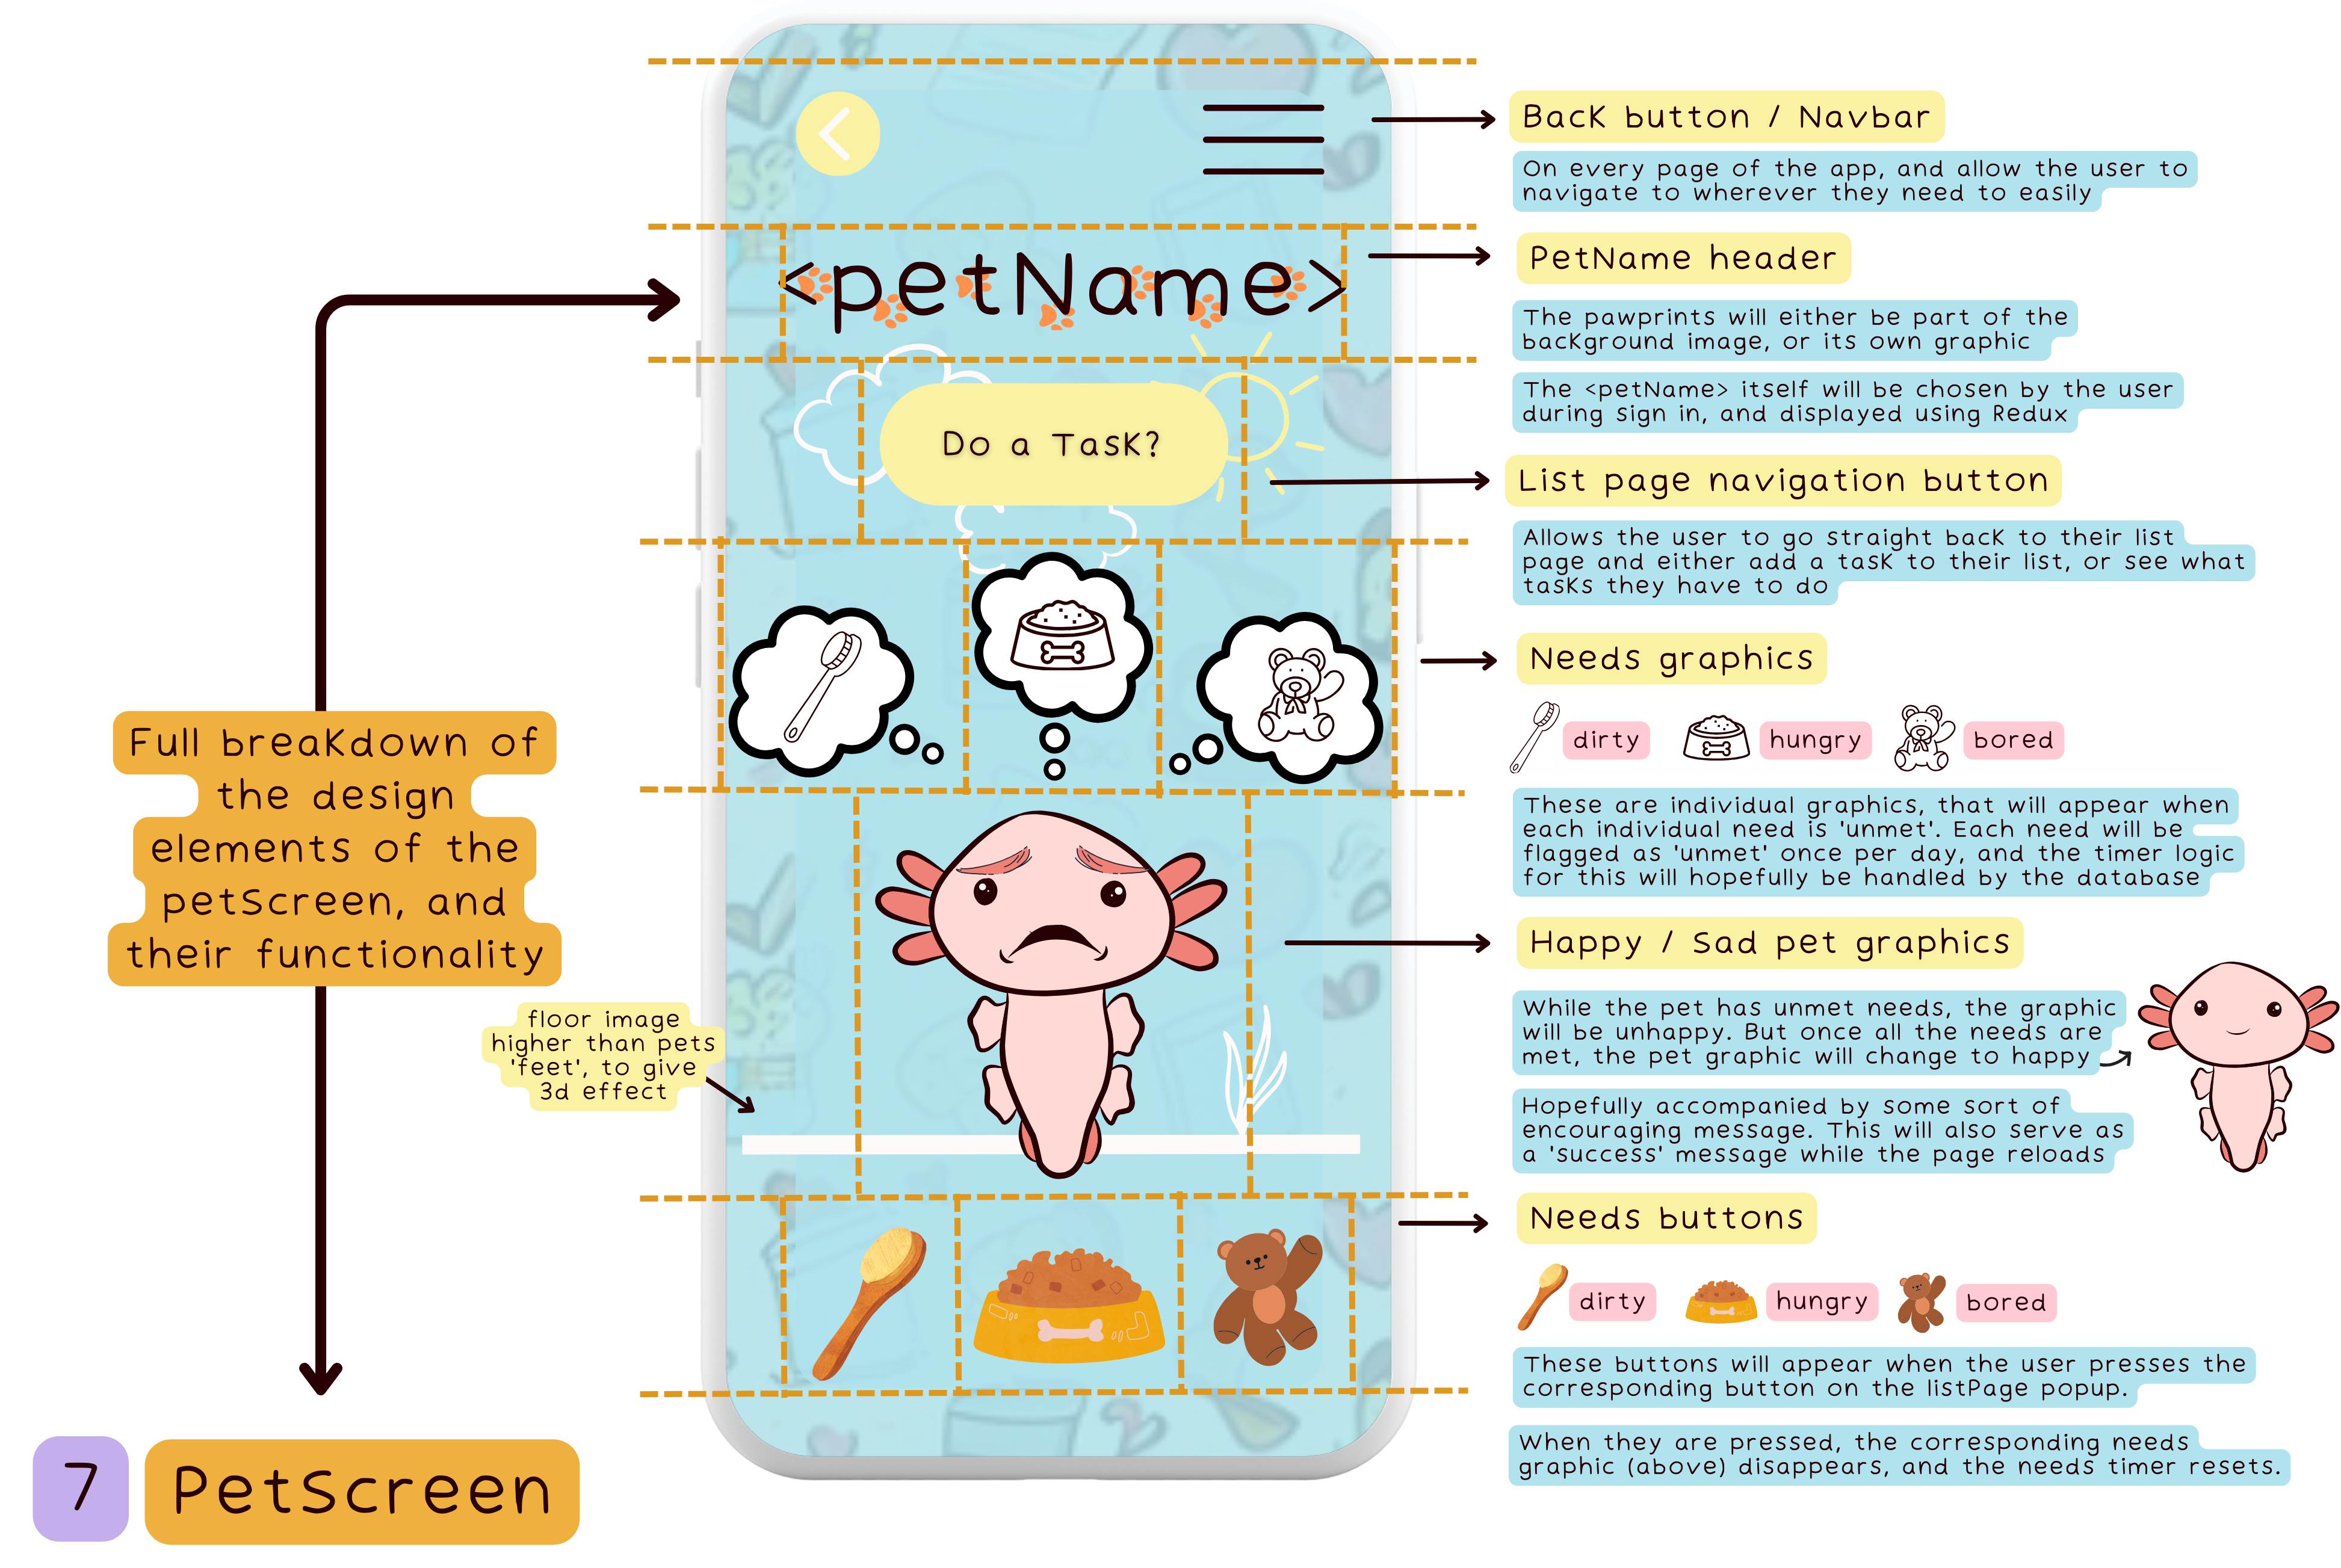 Back button / Navbar
On every page of the app, and allow the user to
navigate to wherever they need to easily
<petName>
PetName header
The pawprints will either be part of the
background image, or its own graphic
The <petName> itself will be chosen by the user
during sign in, and displayed using Redux
Do a Task?
List page navigation button
Allows the user to go straight back to their list
page and either add a task to their list, or see what
tasks they have to do
Needs graphics
dirty
hungry
bored
These are individual graphics, that will appear when
each individual need is 'unmet'. Each need will be
flagged as 'unmet' once per day, and the timer logic
for this will hopefully be handled by the database
Full breakdown of
the design
elements of the
petScreen, and
their functionality
Happy / Sad pet graphics
While the pet has unmet needs, the graphic
will be unhappy. But once all the needs are
met, the pet graphic will change to happy
Hopefully accompanied by some sort of
encouraging message. This will also serve as
a 'success' message while the page reloads
floor image
higher than pets
'feet', to give
3d effect
Needs buttons
dirty
hungry
bored
These buttons will appear when the user presses the
corresponding button on the listPage popup.
When they are pressed, the corresponding needs
graphic (above) disappears, and the needs timer resets.
7
PetScreen